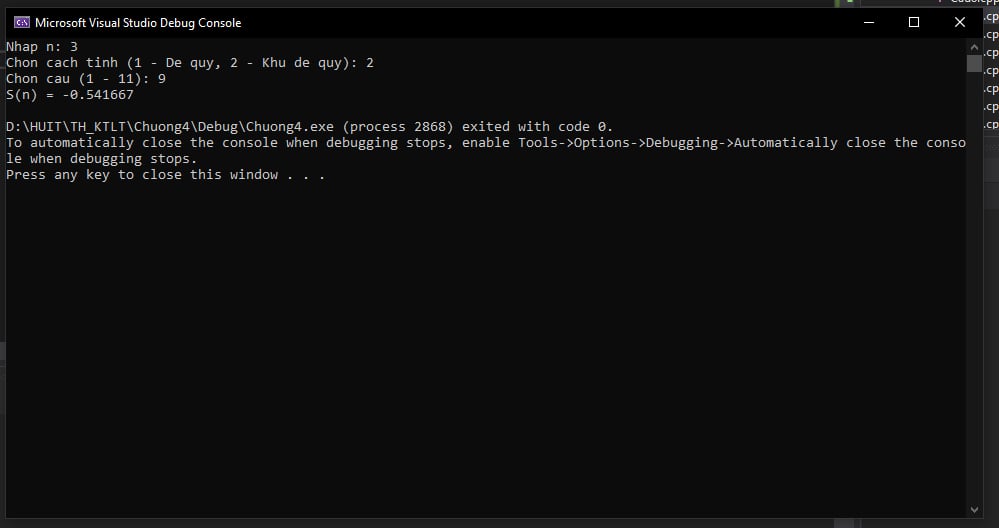 Microsoft Visual Studio Debug Console
Nhap n: 3
Chon cach tinh (1 - De quy, 2 - Khu de quy): 2
Chon cau (1 - 11): 9
S(n) = -0.541667
D:\HUIT\TH_KTLT\Chuong4\Debug\Chuong4.exe (process 2868) exited with code 0.
To automatically close the console when debugging stops, enable Tools->Options->Debugging->Automatically close the conso
le when debugging stops.
Press any key to close this window . . .
.cp
.cp
.cp
.cp
.cp
.cp
.cp